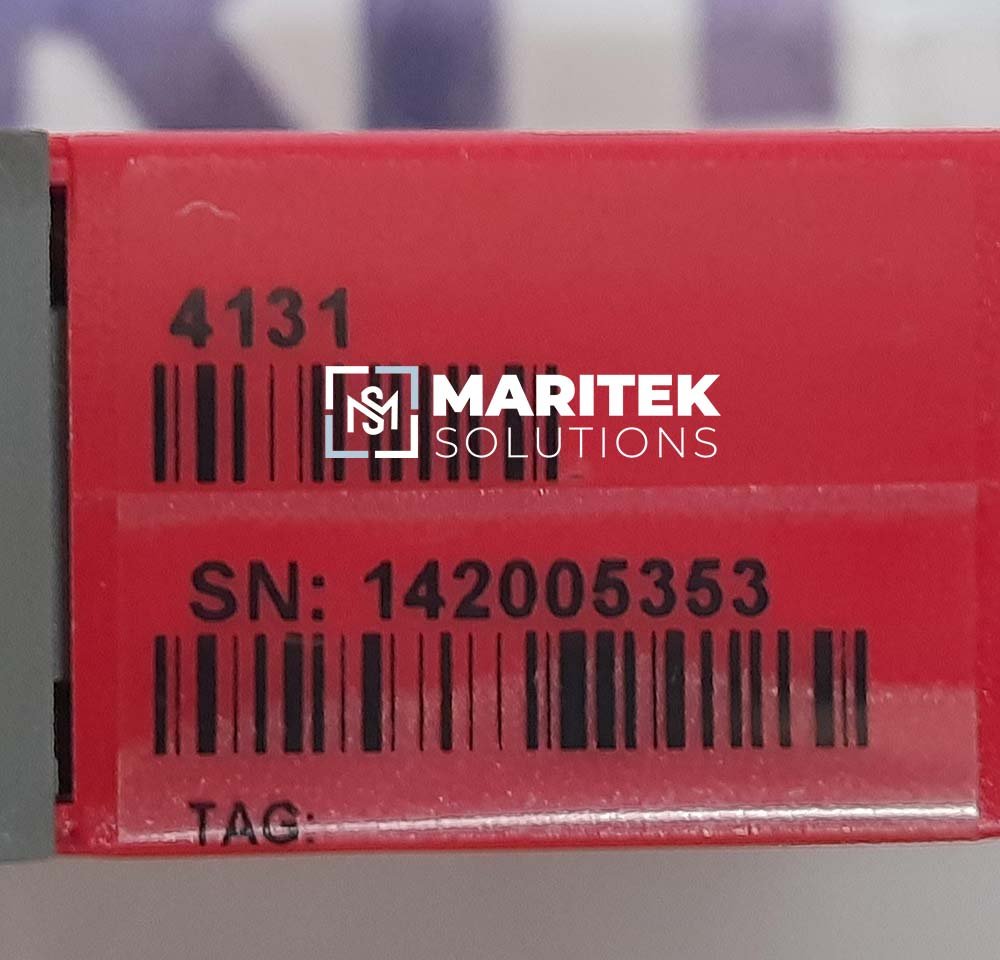 4131
MARITEK
SOLUTIONS
SN: 142005353
TAG: